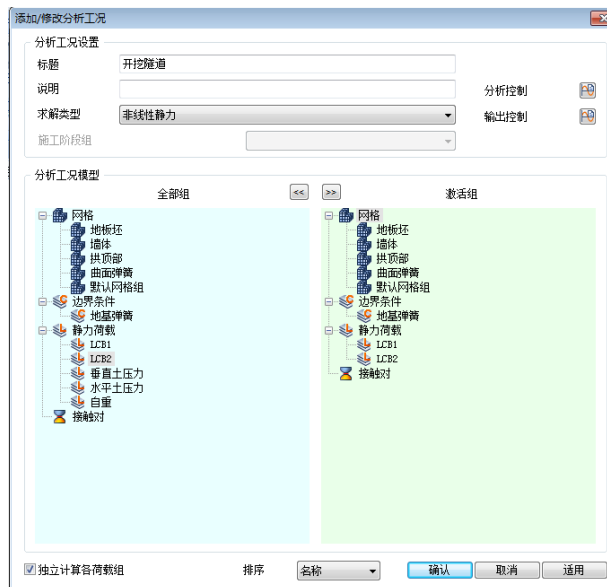 添加/修改分析工况
分析工况设置
标题 开挖隧道
说明 分析控制
求解类型 非线性静力 输出控制
施工阶段组
分析工况模型
全部组 << >> 激活组
网格 网格
地板坯 地板坯
墙体 墙体
拱顶部 拱顶部
曲面弹簧 曲面弹簧
默认网格组 默认网格组
边界条件 边界条件
地基弹簧 地基弹簧
静力荷载 静力荷载
LCB1 LCB1
LCB2 LCB2
垂直土压力 接触对
水平土压力
自重
接触对
独立计算各荷载组 排序 名称 确认 取消 适用